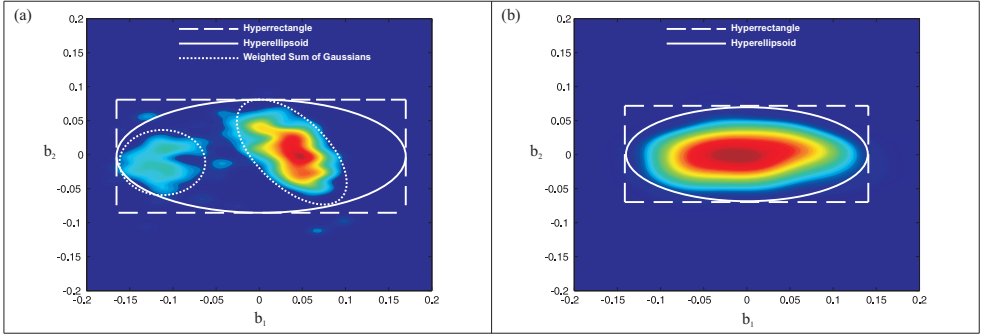 (a)
Hyperrectangle
Hyperellipsoid
Weighted Sum of Gaussians
0.2
0.15
0.1
0.05
0
-0.05
-0.1
-0.15
-0.2
b2
-0.2 -0.15 -0.1 -0.05 0 0.05 0.1 0.15 0.2
b1
(b)
Hyperrectangle
Hyperellipsoid
0.2
0.15
0.1
0.05
0
-0.05
-0.1
-0.15
-0.2
b2
-0.2 -0.15 -0.1 -0.05 0 0.05 0.1 0.15 0.2
b1